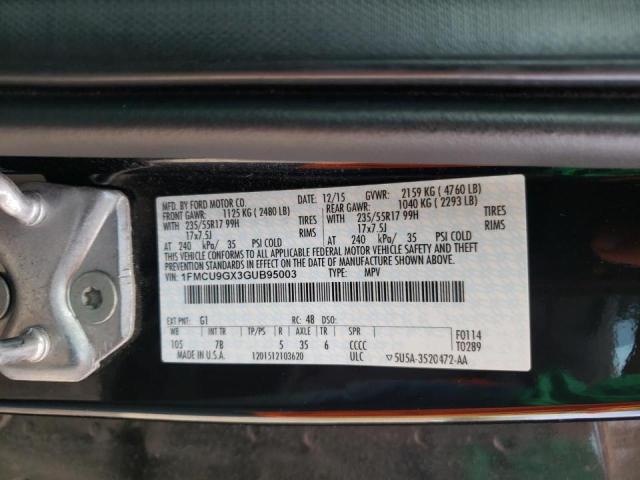 MFD. BY FORD MOTOR CO.
DATE: 12/15 GVWR: 2159 KG ( 4760 LB)
FRONT GAWR: 1125 KG ( 2480 LB) REAR GAWR: 1040 KG ( 2293 LB)
WITH 235/55R17 99H TIRES WITH 235/55R17 99H TIRES
17x7.5J 17x7.5J
AT 240 kPa/ 35 PSI COLD AT 240 kPa/ 35 PSI COLD
THIS VEHICLE CONFORMS TO ALL APPLICABLE FEDERAL MOTOR VEHICLE SAFETY AND THEFT
PREVENTION STANDARDS IN EFFECT ON THE DATE OF MANUFACTURE SHOWN ABOVE.
VIN: 1FMCU9GX3GUB95003 TYPE: MPV
EXT PNT: G1 RC: 48 DSO:
WB INT TR TP/PS R AXLE TR SPR
105 7B 5 35 6 CCCC
F0114
T0289
MADE IN U.S.A. 1201512103620 ULC 5U5A-3520472-AA